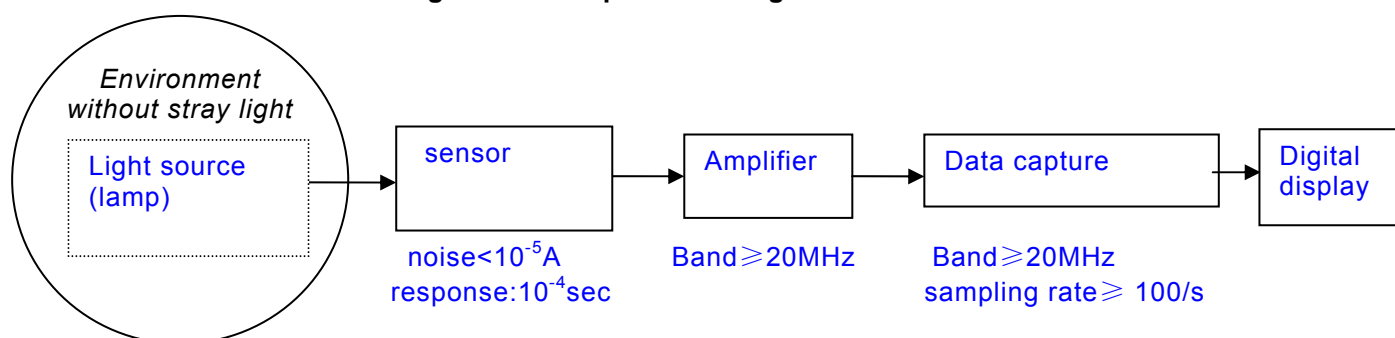 Environment
without stray light
Light source
(lamp)
sensor
Amplifier
Data capture
Digital
display
noise<10⁻⁵A
response:10⁻⁴sec
Band≥20MHz
Band≥20MHz
sampling rate≥ 100/s